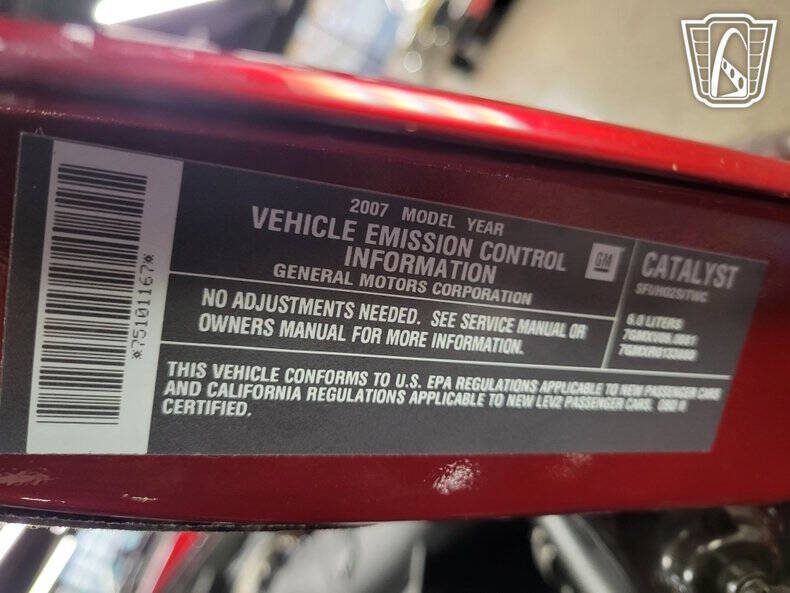 *75101167*
2007 MODEL YEAR
VEHICLE EMISSION CONTROL
INFORMATION
GENERAL MOTORS CORPORATION
GM
CATALYST
6.0 LITERS
NO ADJUSTMENTS NEEDED. SEE SERVICE MANUAL OR
OWNERS MANUAL FOR MORE INFORMATION.
THIS VEHICLE CONFORMS TO U.S. EPA REGULATIONS APPLICABLE TO NEW PASSENGER CARS
AND CALIFORNIA REGULATIONS APPLICABLE TO NEW LEV2 PASSENGER CARS. OBD II
CERTIFIED.